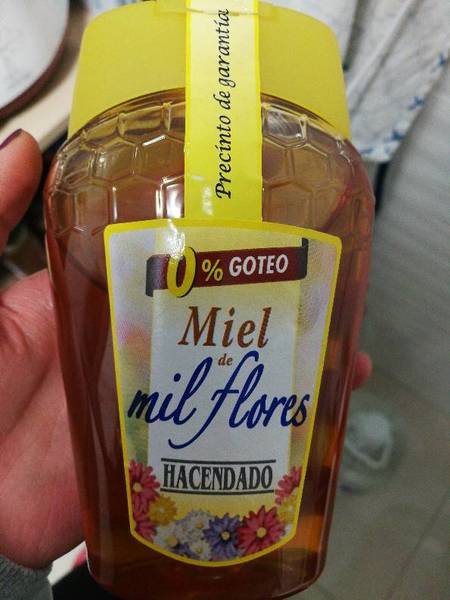 Precinto de garantía
0% GOTEO
Miel
de
mil flores
HACENDADO